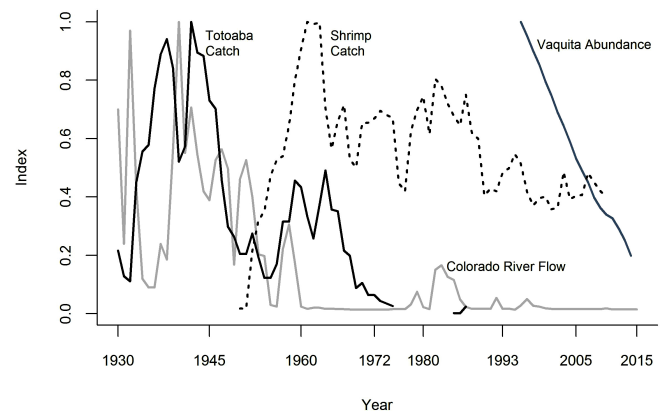 1.0
0.8
0.6
0.4
0.2
0.0
Index
Totoaba
Catch
Shrimp
Catch
Vaquita Abundance
Colorado River Flow
1930 1945 1960 1972 1980 1993 2005 2015
Year